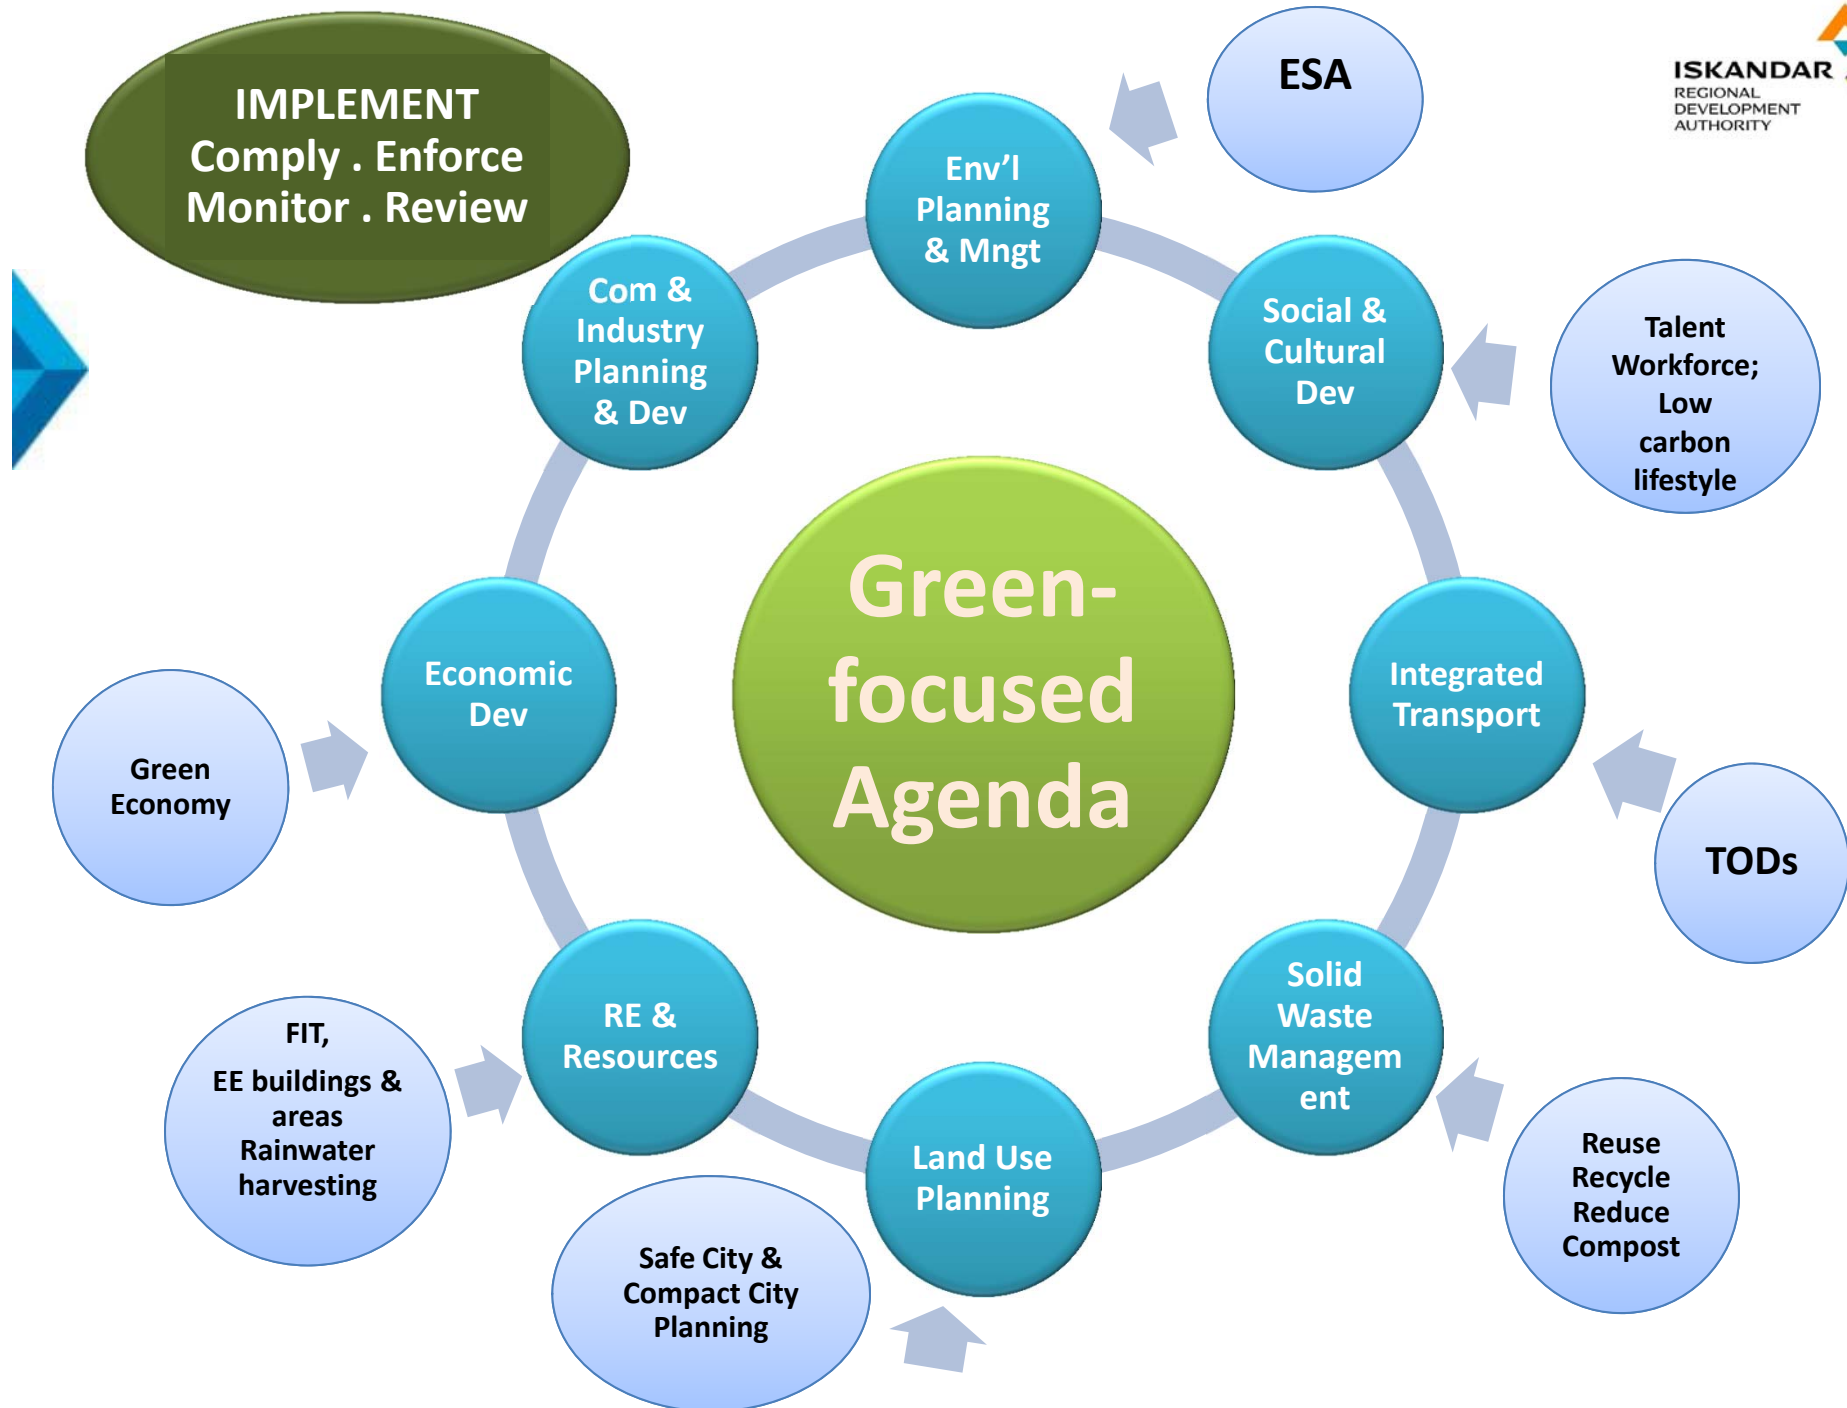 IMPLEMENT
Comply . Enforce
Monitor . Review
ESA
ISKANDAR
REGIONAL
DEVELOPMENT
AUTHORITY
Env'l
Planning
& Mngt
Com &
Industry
Planning
& Dev
Social &
Cultural
Dev
Talent
Workforce;
Low
carbon
lifestyle
Green-
focused
Agenda
Economic
Dev
Integrated
Transport
Green
Economy
TODs
RE &
Resources
Solid
Waste
Managem
ent
FIT,
EE buildings &
areas
Rainwater
harvesting
Land Use
Planning
Reuse
Recycle
Reduce
Compost
Safe City &
Compact City
Planning